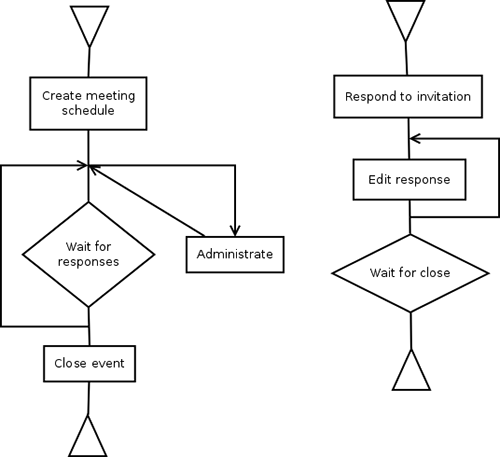 Create meeting
schedule
Wait for
responses
Administrate
Close event
Respond to invitation
Edit response
Wait for close